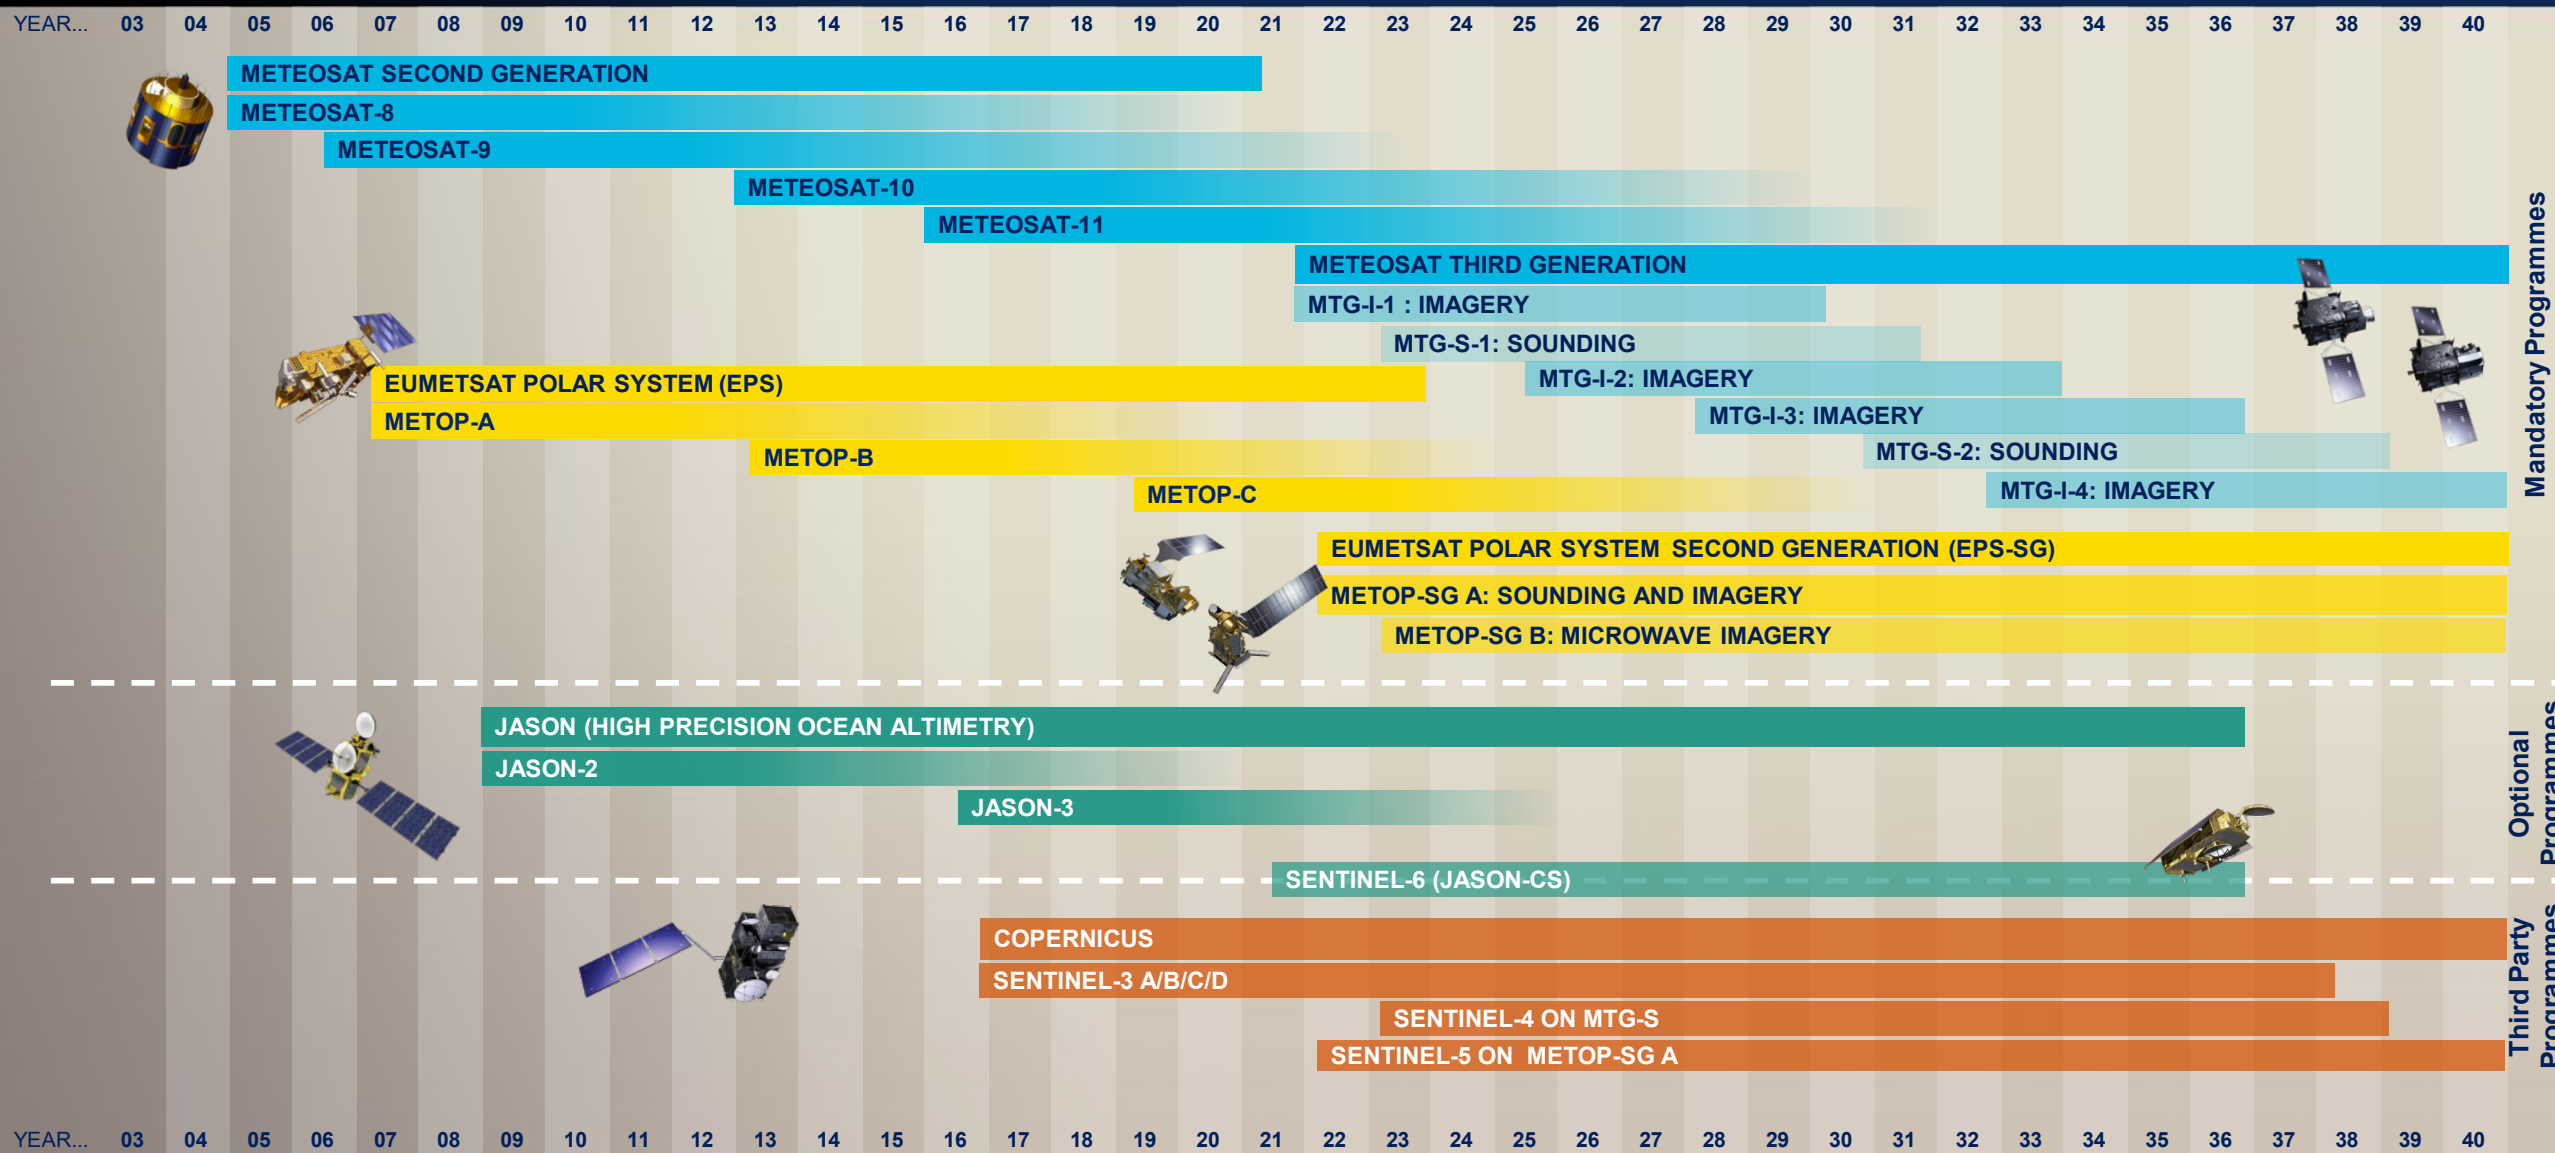 YEAR... 03 04 05 06 07 08 09 10 11 12 13 14 15 16 17 18 19 20 21 22 23 24 25 26 27 28 29 30 31 32 33 34 35 36 37 38 39 40
METEOSAT SECOND GENERATION
METEOSAT-8
METEOSAT-9
METEOSAT-10
METEOSAT-11
METEOSAT THIRD GENERATION
MTG-I-1 : IMAGERY
MTG-S-1: SOUNDING
MTG-I-2: IMAGERY
MTG-I-3: IMAGERY
MTG-S-2: SOUNDING
MTG-I-4: IMAGERY
Mandatory Programmes
EUMETSAT POLAR SYSTEM (EPS)
METOP-A
METOP-B
METOP-C
EUMETSAT POLAR SYSTEM SECOND GENERATION (EPS-SG)
METOP-SG A: SOUNDING AND IMAGERY
METOP-SG B: MICROWAVE IMAGERY
JASON (HIGH PRECISION OCEAN ALTIMETRY)
JASON-2
JASON-3
SENTINEL-6 (JASON-CS)
Optional
Programmes
COPERNICUS
SENTINEL-3 A/B/C/D
SENTINEL-4 ON MTG-S
SENTINEL-5 ON METOP-SG A
Third Party
Programmes
YEAR... 03 04 05 06 07 08 09 10 11 12 13 14 15 16 17 18 19 20 21 22 23 24 25 26 27 28 29 30 31 32 33 34 35 36 37 38 39 40